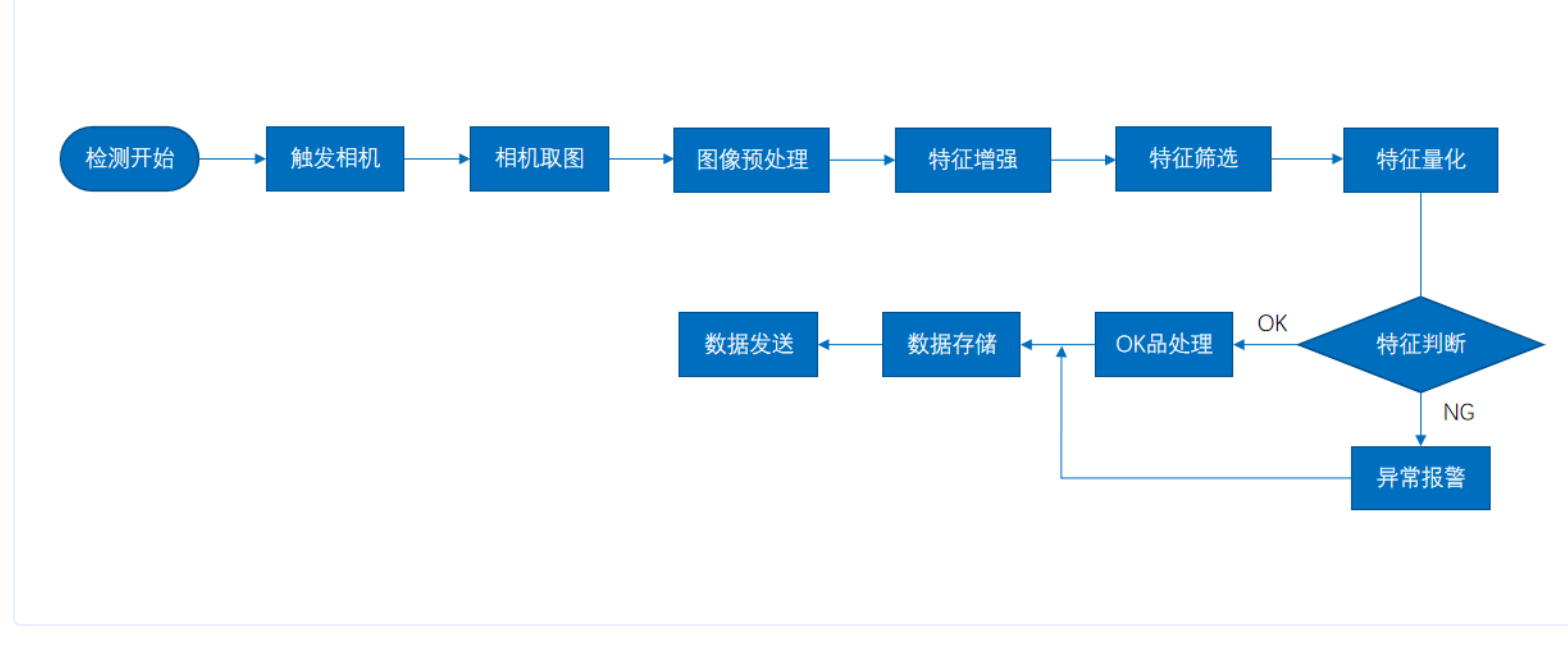 检测开始
触发相机
相机取图
图像预处理
特征增强
特征筛选
特征量化
数据发送
数据存储
OK品处理
OK
特征判断
NG
异常报警